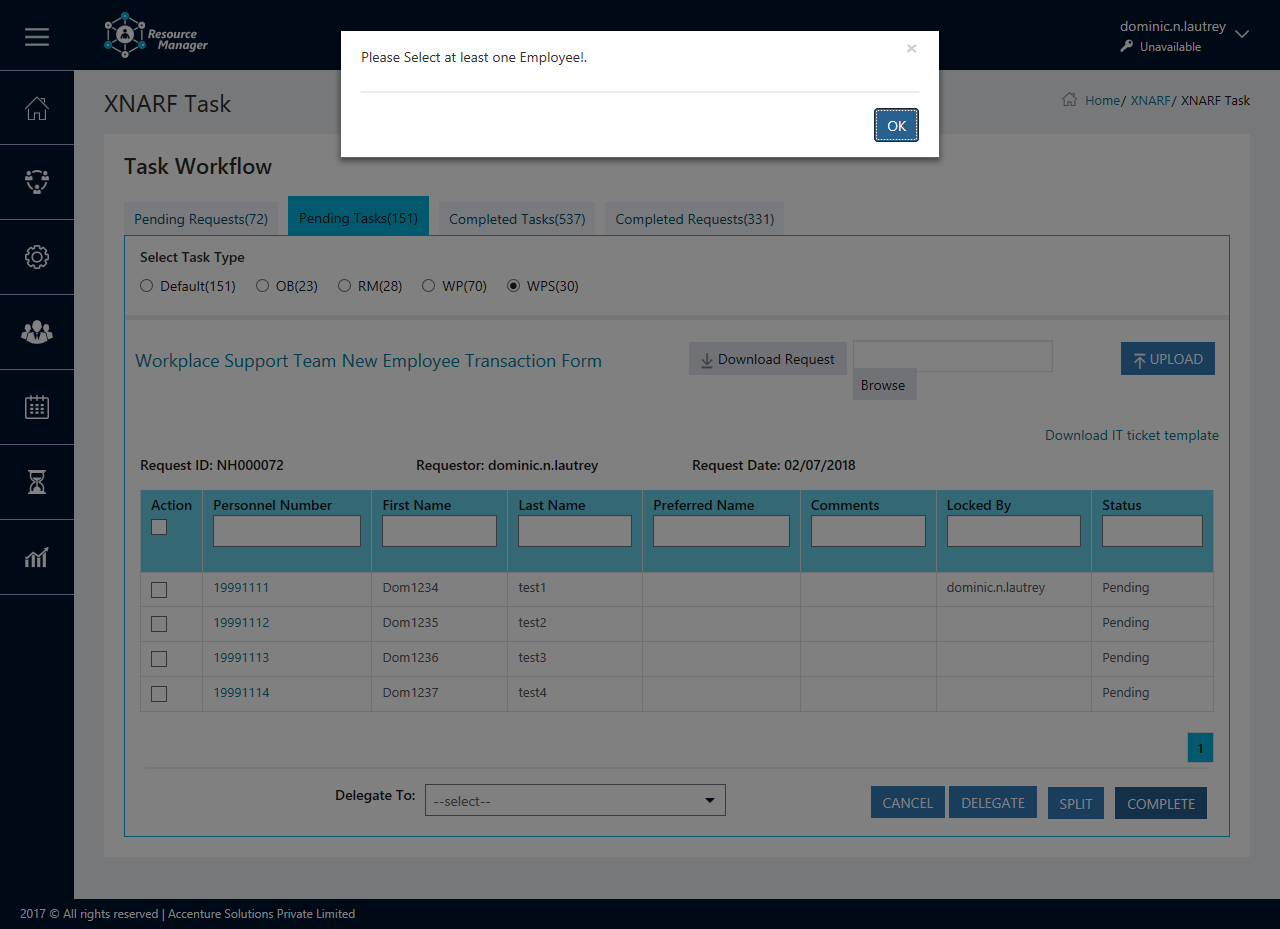 Resource
Manager
dominic.n.lautrey
Unavailable
Please Select at least one Employee!.
×
OK
XNARF Task
Home/ XNARF/ XNARF Task
Task Workflow
Pending Requests(72)
Pending Tasks(151)
Completed Tasks(537)
Completed Requests(331)
Select Task Type
Default(151) OB(23) RM(28) WP(70) WPS(30)
Workplace Support Team New Employee Transaction Form
Download Request
Browse
UPLOAD
Download IT ticket template
Request ID: NH000072 Requestor: dominic.n.lautrey Request Date: 02/07/2018
Action Personnel Number First Name Last Name Preferred Name Comments Locked By Status
19991111 Dom1234 test1 dominic.n.lautrey Pending
19991112 Dom1235 test2 Pending
19991113 Dom1236 test3 Pending
19991114 Dom1237 test4 Pending
1
Delegate To: --select-- CANCEL DELEGATE SPLIT COMPLETE
2017 © All rights reserved | Accenture Solutions Private Limited